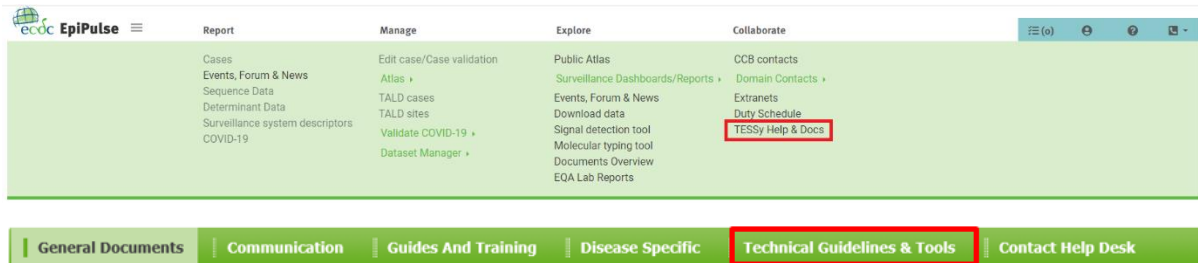 ecdc EpiPulse
Report
Manage
Explore
Collaborate
(0)
Cases
Events, Forum & News
Sequence Data
Determinant Data
Surveillance system descriptors
COVID-19
Edit case/Case validation
Atlas
TALD cases
TALD sites
Validate COVID-19
Dataset Manager
Public Atlas
Surveillance Dashboards/Reports
Events, Forum & News
Download data
Signal detection tool
Molecular typing tool
Documents Overview
EQA Lab Reports
CCB contacts
Domain Contacts
Extranets
Duty Schedule
TESSy Help & Docs
General Documents
Communication
Guides And Training
Disease Specific
Technical Guidelines & Tools
Contact Help Desk